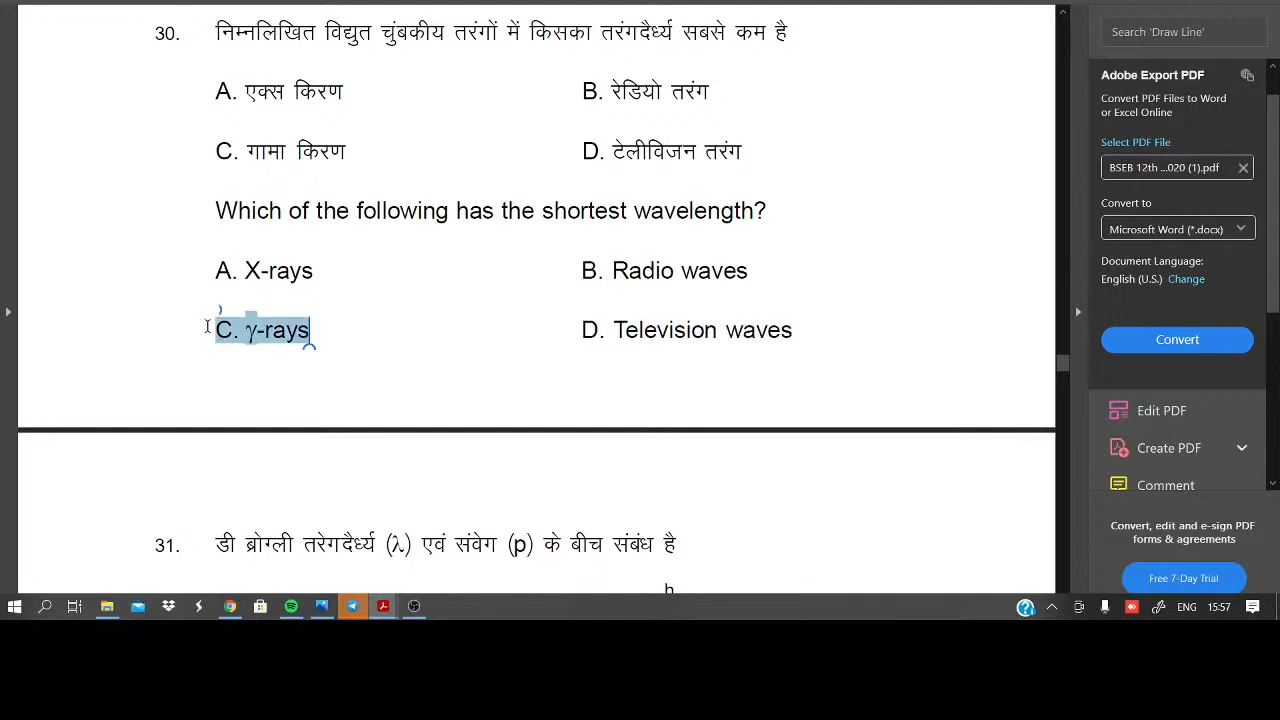 30. निम्नलिखित विद्युत चुंबकीय तरंगों में किसका तरंगदैर्ध्य सबसे कम है
A. एक्स किरण B. रेडियो तरंग
C. गामा किरण D. टेलीविजन तरंग
Which of the following has the shortest wavelength?
A. X-rays B. Radio waves
C. γ-rays D. Television waves
31. डी ब्रोग्ली तरेगदैर्ध्य (λ) एवं संवेग (p) के बीच संबंध है
h
Search 'Draw Line'
Adobe Export PDF
Convert PDF Files to Word
or Excel Online
Select PDF File
BSEB 12th ...020 (1).pdf
Convert to
Microsoft Word (*.docx)
Document Language:
English (U.S.) Change
Convert
Edit PDF
Create PDF
Comment
Convert, edit and e-sign PDF
forms & agreements
Free 7-Day Trial
ENG 15:57